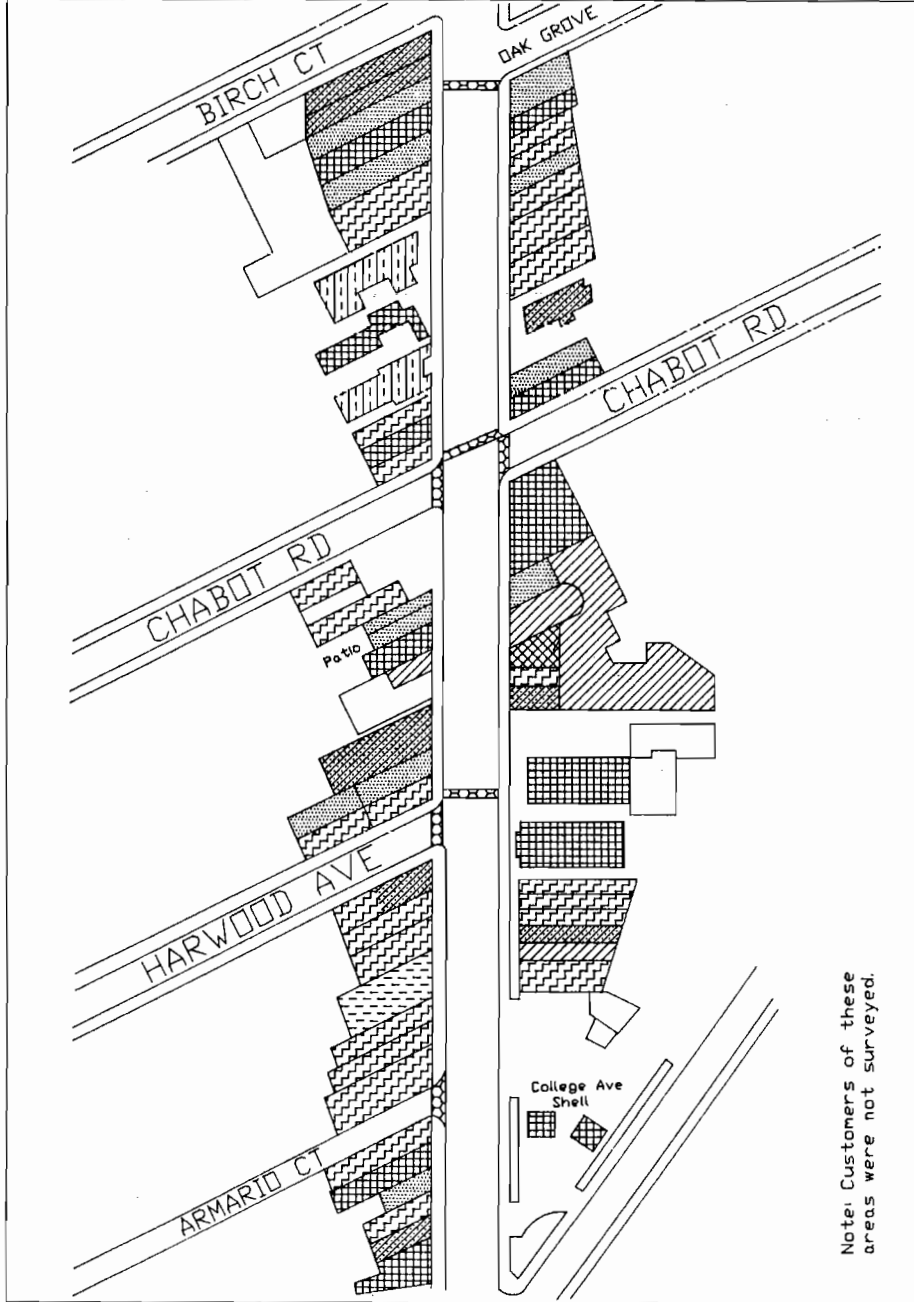 BIRCH CT
OAK GROVE
CHABOT RD
CHABOT RD
Patio
HARWOOD AVE
College Ave
Shell
ARMARIO CT
Note: Customers of these
areas were not surveyed.